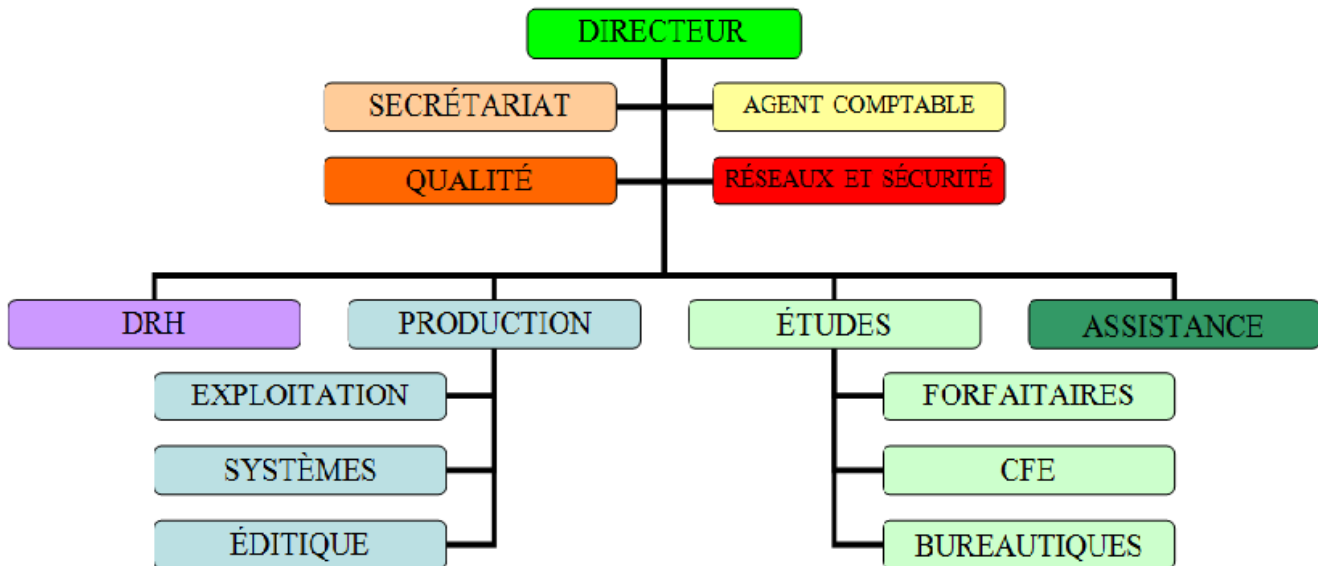 DIRECTEUR
SECRÉTARIAT
AGENT COMPTABLE
QUALITÉ
RÉSEAUX ET SÉCURITÉ
DRH
PRODUCTION
ÉTUDES
ASSISTANCE
EXPLOITATION
FORFAITAIRES
SYSTÈMES
CFE
ÉDITIQUE
BUREAUTIQUES